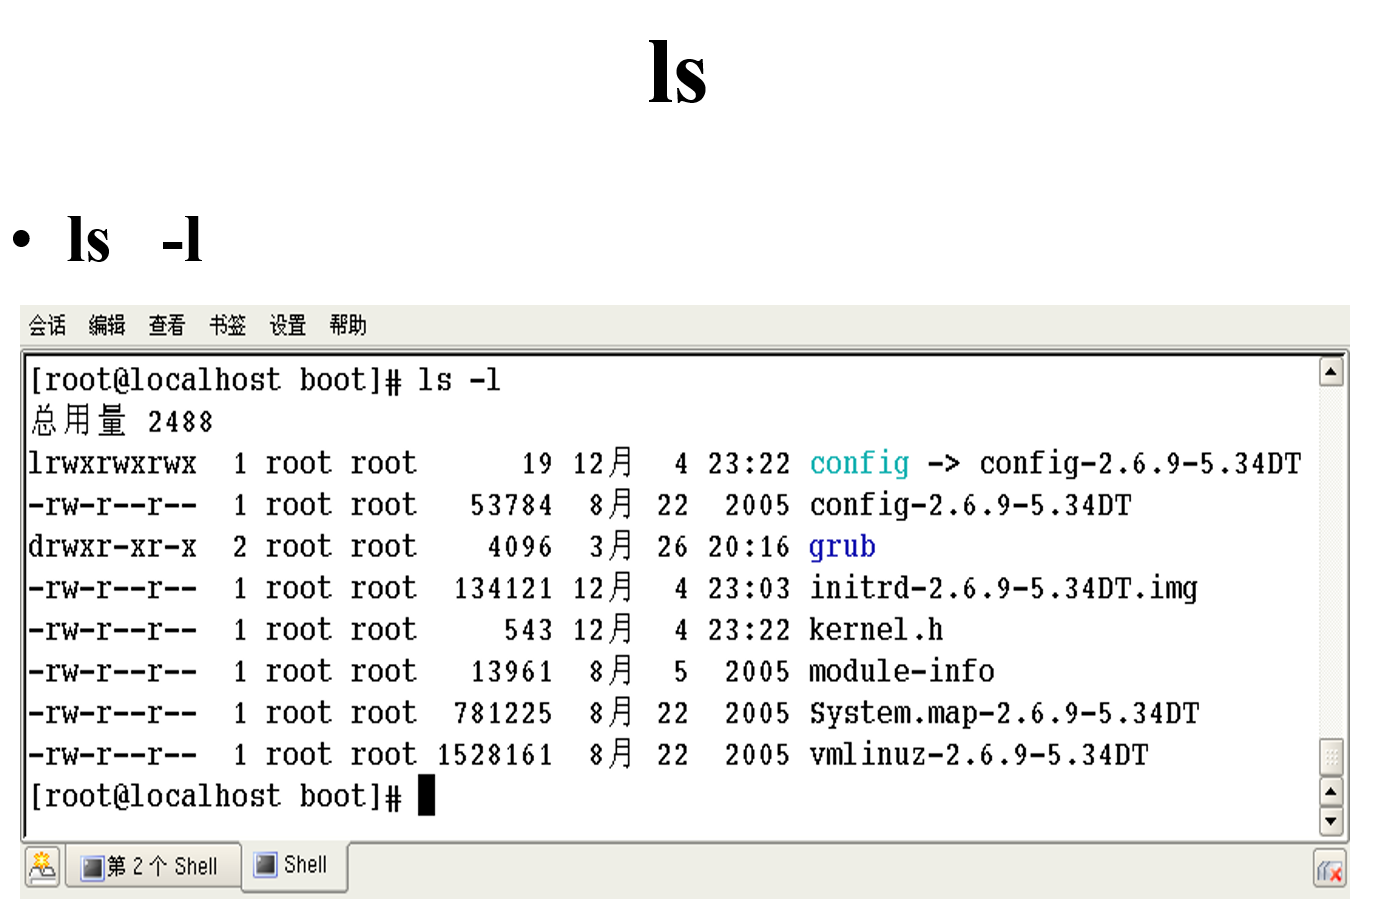 ls
• ls -l
会话 编辑 查看 书签 设置 帮助
[root@localhost boot]# ls -l
总用量 2488
lrwxrwxrwx 1 root root 19 12月 4 23:22 config -> config-2.6.9-5.34DT
-rw-r--r-- 1 root root 53784 8月 22 2005 config-2.6.9-5.34DT
drwxr-xr-x 2 root root 4096 3月 26 20:16 grub
-rw-r--r-- 1 root root 134121 12月 4 23:03 initrd-2.6.9-5.34DT.img
-rw-r--r-- 1 root root 543 12月 4 23:22 kernel.h
-rw-r--r-- 1 root root 13961 8月 5 2005 module-info
-rw-r--r-- 1 root root 781225 8月 22 2005 System.map-2.6.9-5.34DT
-rw-r--r-- 1 root root 1528161 8月 22 2005 vmlinuz-2.6.9-5.34DT
[root@localhost boot]#
第 2 个 Shell Shell